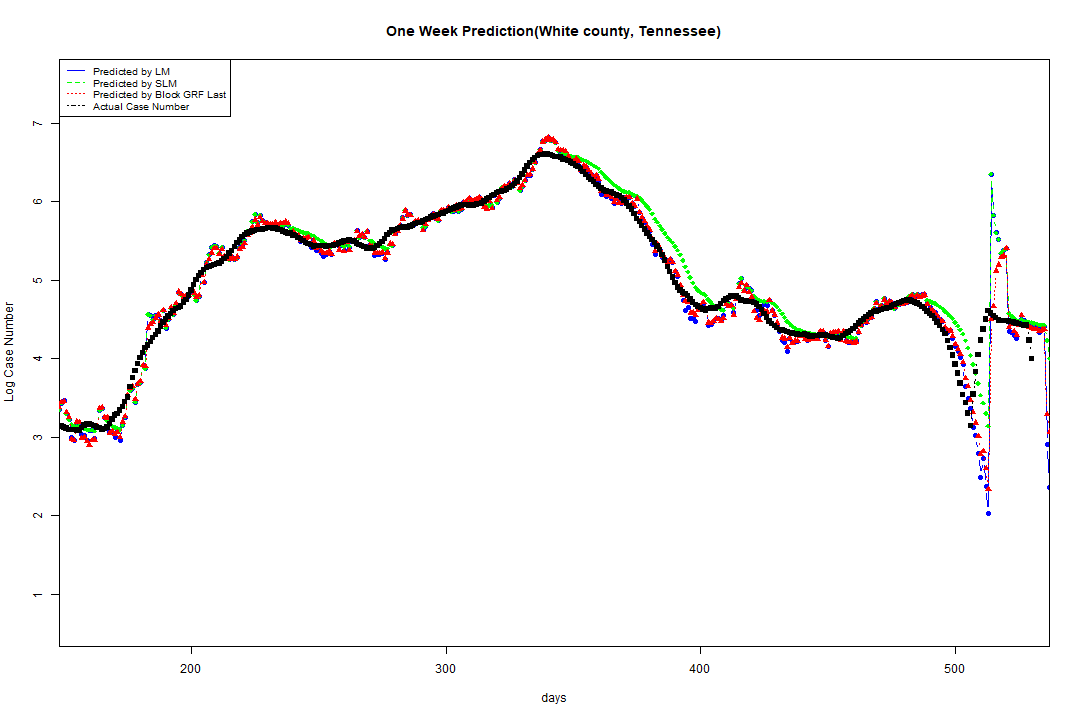 One Week Prediction(White county, Tennessee)
Predicted by LM
Predicted by SLM
Predicted by Block GRF Last
Actual Case Number
Log Case Number
7
6
5
4
3
2
1
200 300 400 500
days